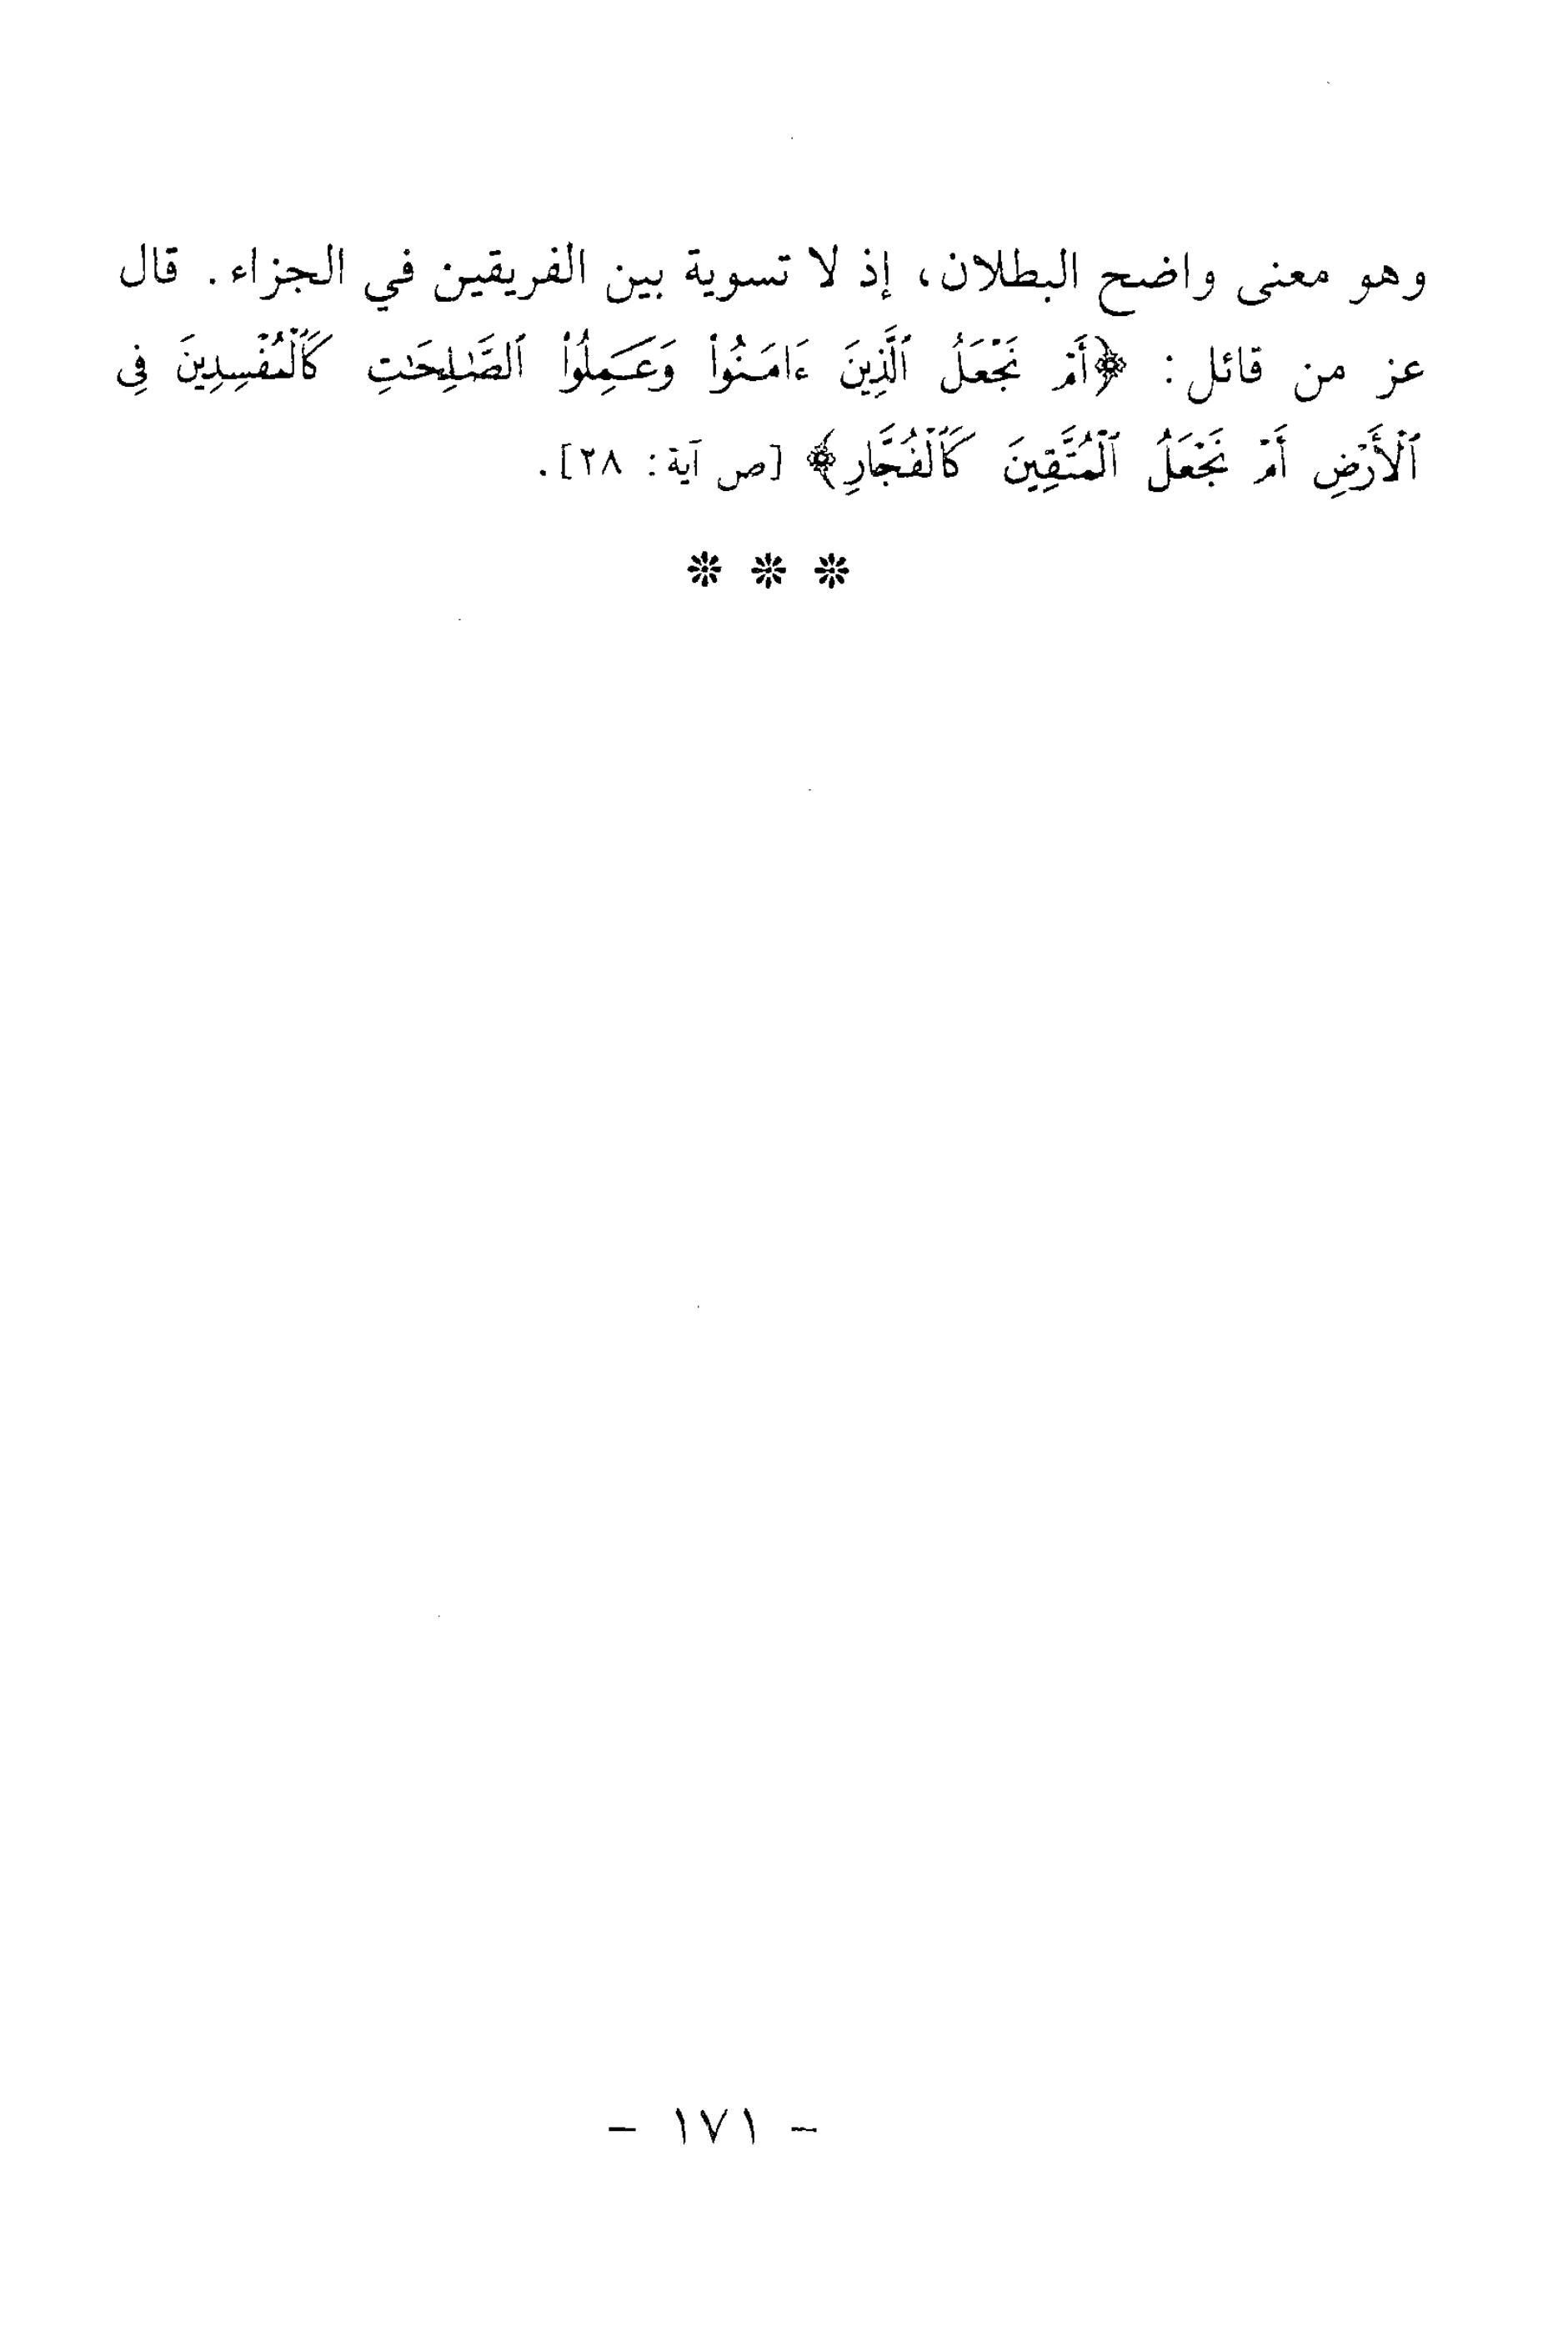 وهو معنى واضح البطلان، إذ لا تسوية بين الفريقين في الجزاء. قال
عز من قائل: ﴿أَمْ نَجْعَلُ ٱلَّذِينَ ءَامَنُوا۟ وَعَمِلُوا۟ ٱلصَّٰلِحَٰتِ كَٱلْمُفْسِدِينَ فِى
ٱلْأَرْضِ أَمْ نَجْعَلُ ٱلْمُتَّقِينَ كَٱلْفُجَّارِ﴾ [ص آية: ٢٨].
* * *
- ١٧١ -